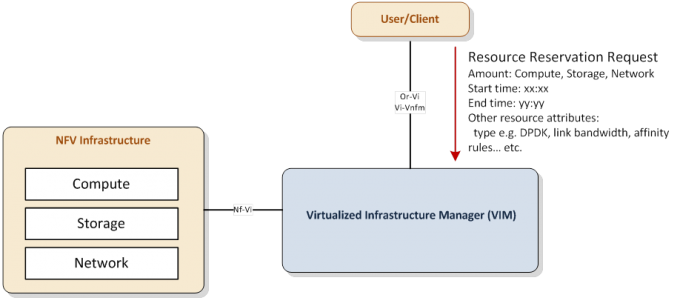 User/Client
Resource Reservation Request
Amount: Compute, Storage, Network
Start time: xx:xx
End time: yy:yy
Other resource attributes:
type e.g. DPDK, link bandwidth, affinity
rules... etc.
Or-Vi
Vi-Vnfm
NFV Infrastructure
Compute
Storage
Network
Nf-Vi
Virtualized Infrastructure Manager (VIM)